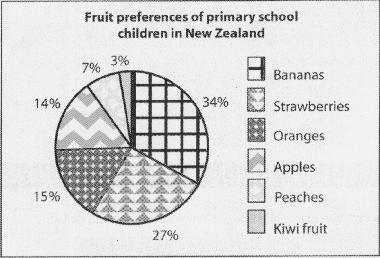 Fruit preferences of primary school
children in New Zealand
3%
7%
14%
34%
15%
27%
Bananas
Strawberries
Oranges
Apples
Peaches
Kiwi fruit